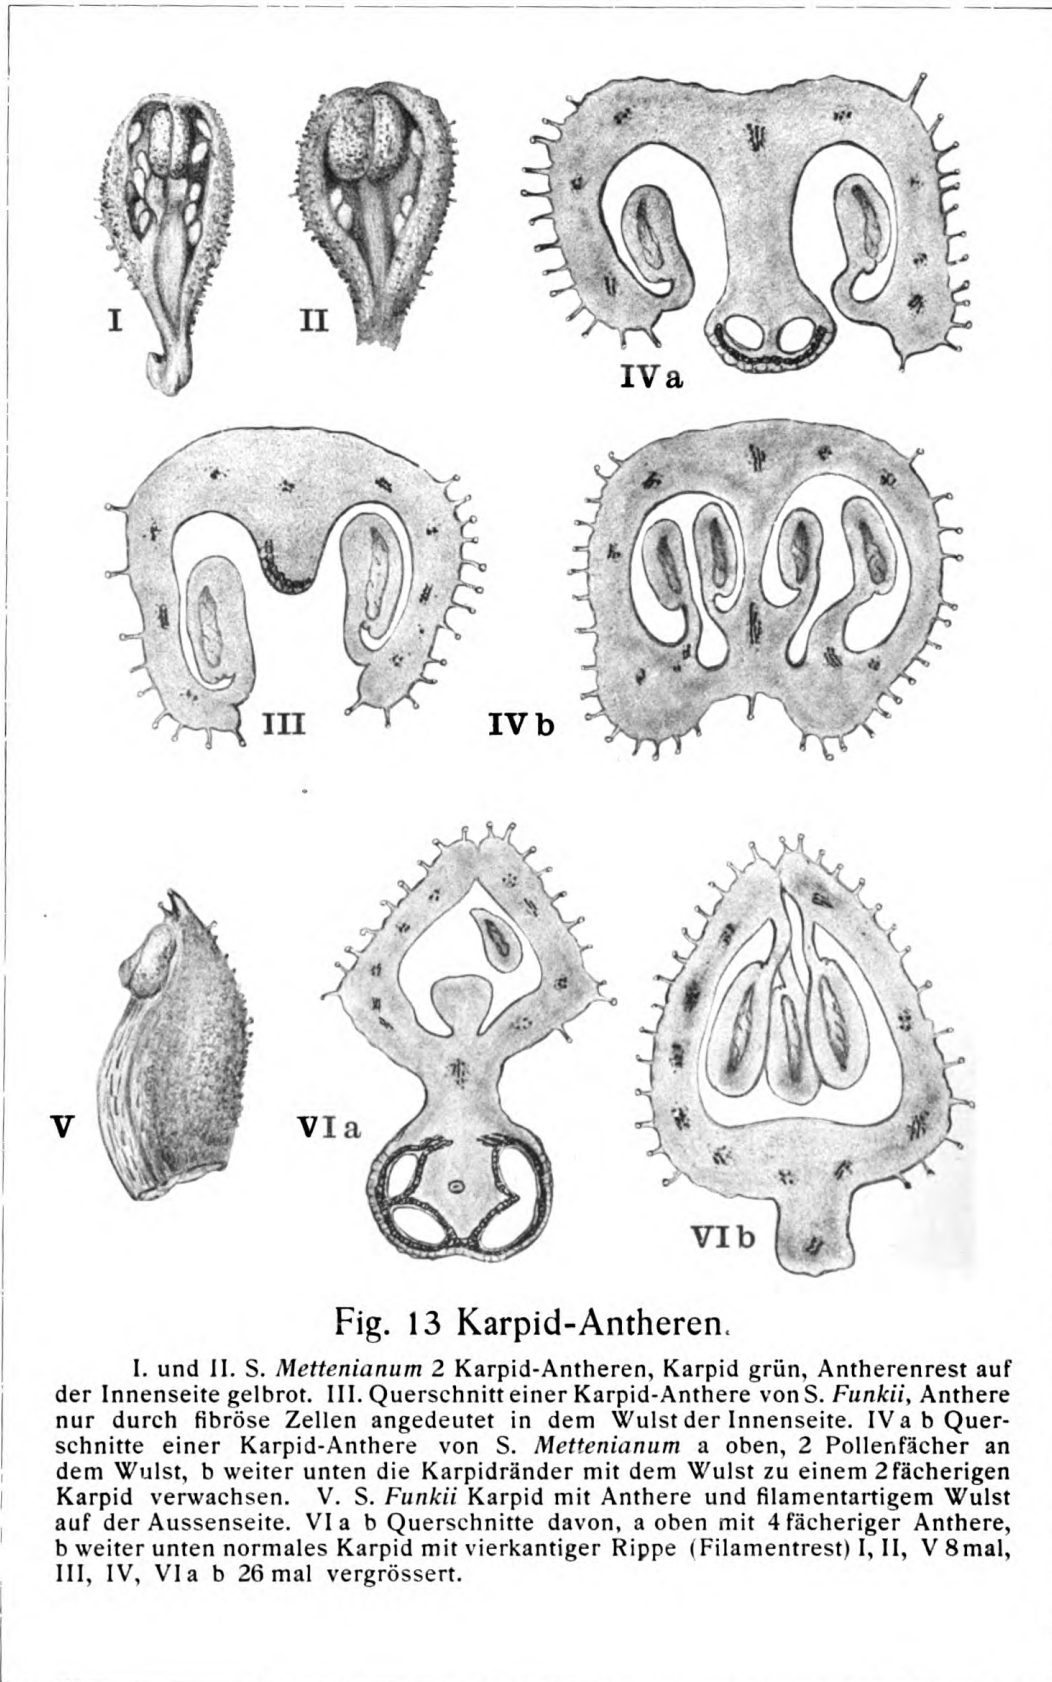 I
II
IV a
III
IV b
V
VI a
VI b
Fig. 13 Karpid-Antheren.
I. und II. S. Mettenianum 2 Karpid-Antheren, Karpid grün, Antherenrest auf
der Innenseite gelbrot. III. Querschnitt einer Karpid-Anthere von S. Funkii, Anthere
nur durch fibröse Zellen angedeutet in dem Wulst der Innenseite. IV a b Quer-
schnitte einer Karpid-Anthere von S. Mettenianum a oben, 2 Pollenfächer an
dem Wulst, b weiter unten die Karpidränder mit dem Wulst zu einem 2fächerigen
Karpid verwachsen. V. S. Funkii Karpid mit Anthere und filamentartigem Wulst
auf der Aussenseite. VI a b Querschnitte davon, a oben mit 4fächeriger Anthere,
b weiter unten normales Karpid mit vierkantiger Rippe (Filamentrest) I, II, V 8mal,
III, IV, VI a b 26 mal vergrössert.